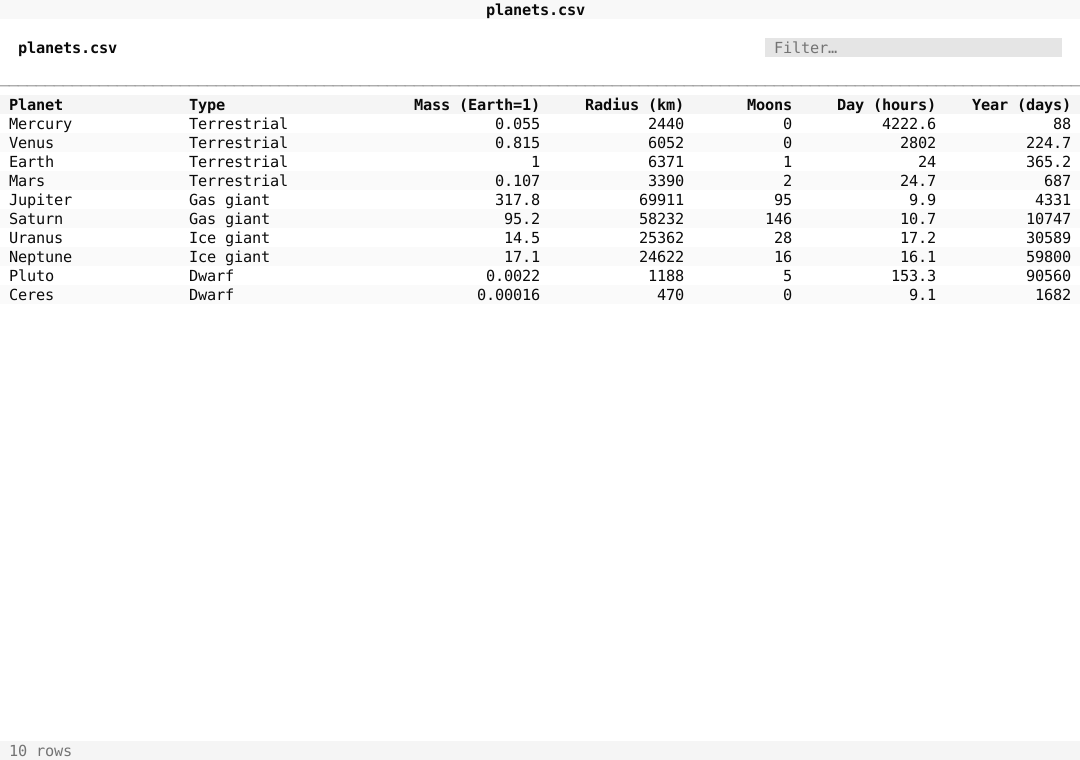 planets.csv
planets.csv Filter…
Planet Type Mass (Earth=1) Radius (km) Moons Day (hours) Year (days)
Mercury Terrestrial 0.055 2440 0 4222.6 88
Venus Terrestrial 0.815 6052 0 2802 224.7
Earth Terrestrial 1 6371 1 24 365.2
Mars Terrestrial 0.107 3390 2 24.7 687
Jupiter Gas giant 317.8 69911 95 9.9 4331
Saturn Gas giant 95.2 58232 146 10.7 10747
Uranus Ice giant 14.5 25362 28 17.2 30589
Neptune Ice giant 17.1 24622 16 16.1 59800
Pluto Dwarf 0.0022 1188 5 153.3 90560
Ceres Dwarf 0.00016 470 0 9.1 1682
10 rows